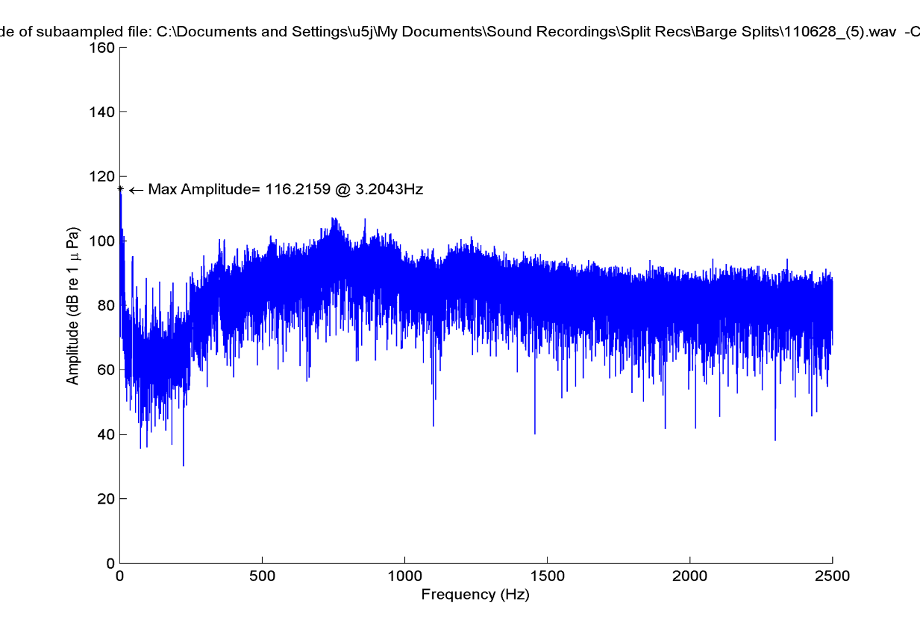 de of subaampled file: C:\Documents and Settings\u5j\My Documents\Sound Recordings\Split Recs\Barge Splits\110628_(5).wav -C
160
140
120
← Max Amplitude= 116.2159 @ 3.2043Hz
100
80
60
40
20
0
Amplitude (dB re 1 μ Pa)
0 500 1000 1500 2000 2500
Frequency (Hz)